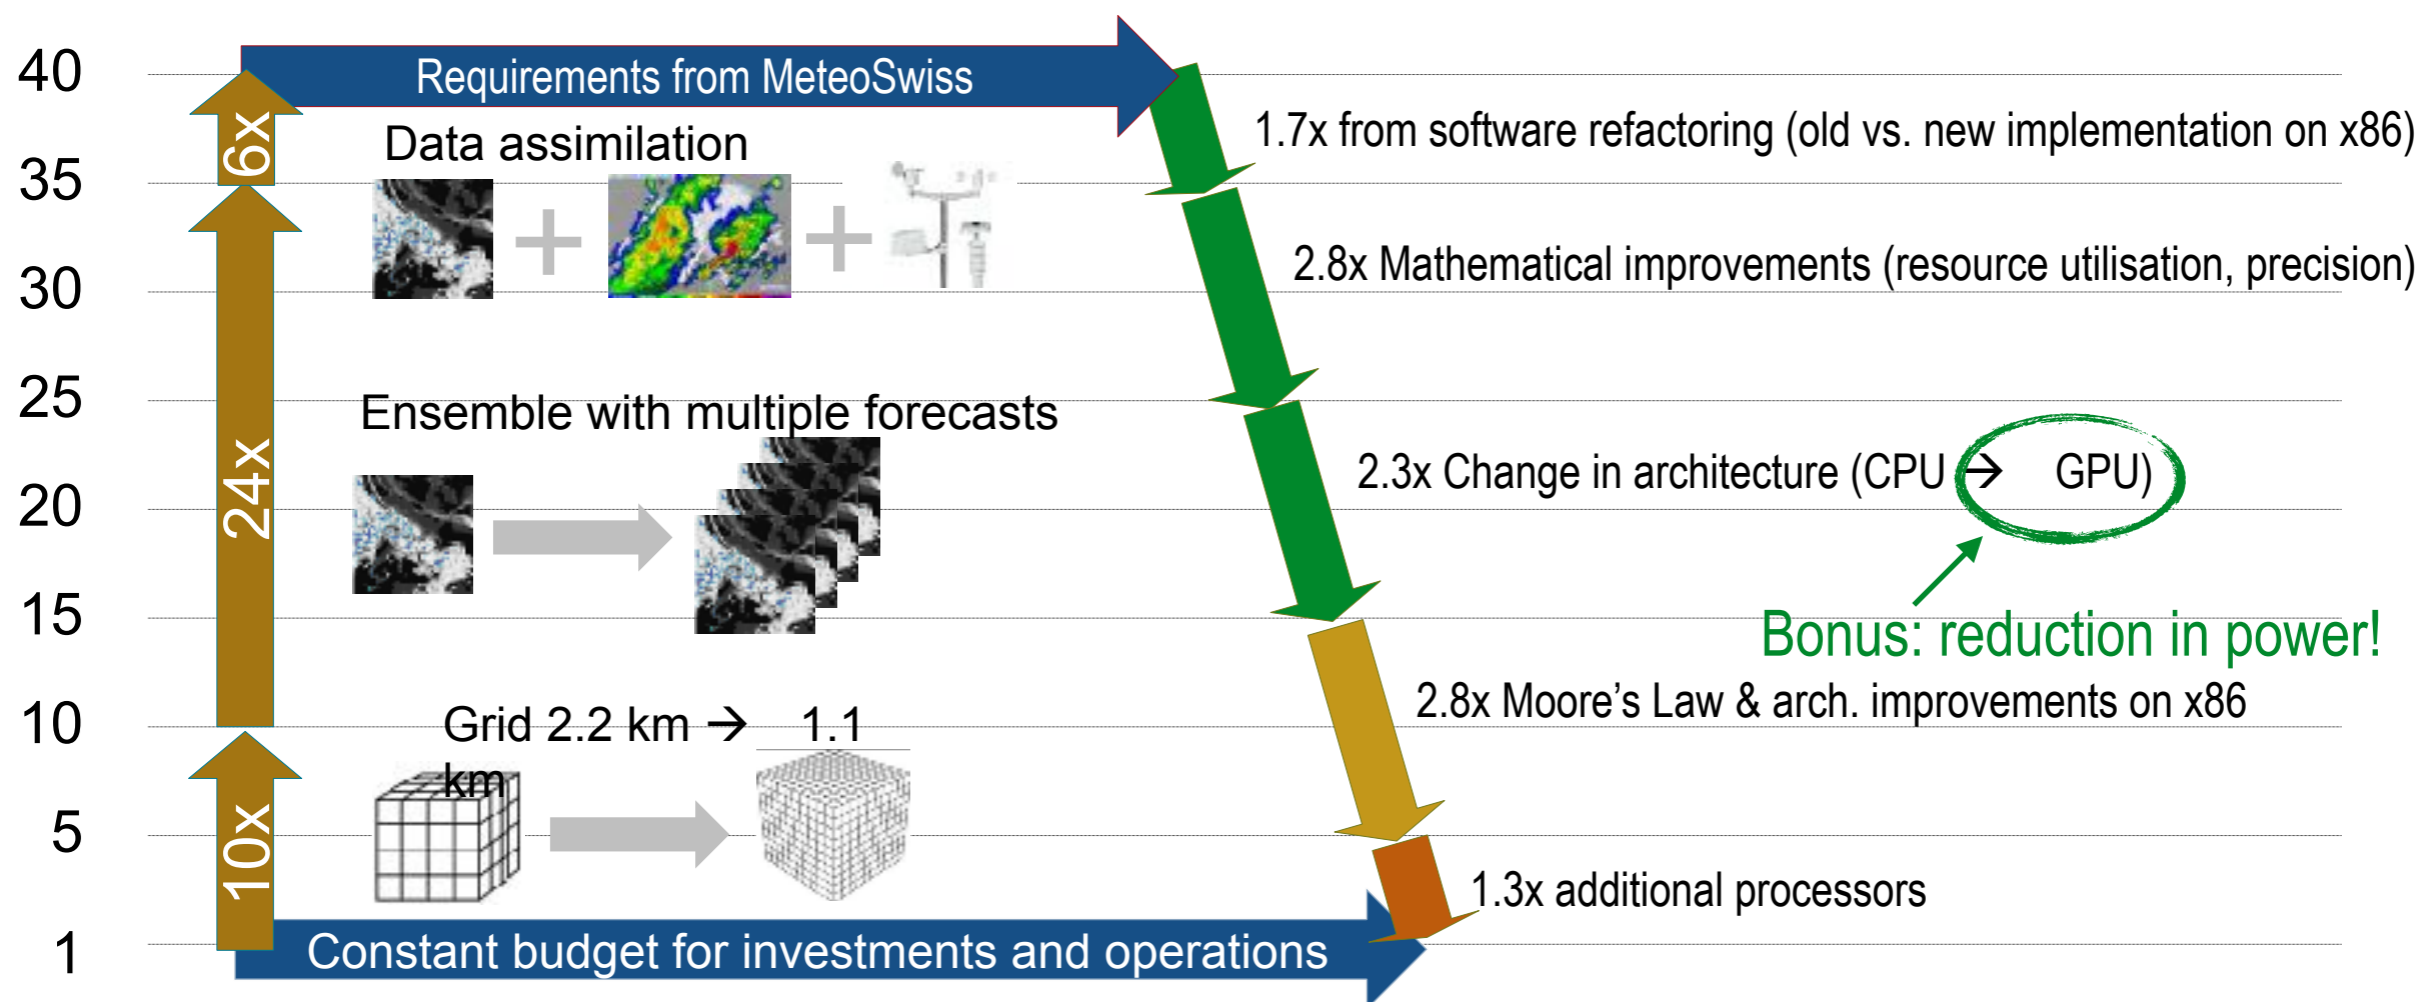 40
35
30
25
20
15
10
5
1
6x
24x
10x
Requirements from MeteoSwiss
Data assimilation
Ensemble with multiple forecasts
Grid 2.2 km → 1.1
km
Constant budget for investments and operations
1.7x from software refactoring (old vs. new implementation on x86)
2.8x Mathematical improvements (resource utilisation, precision)
2.3x Change in architecture (CPU → GPU)
Bonus: reduction in power!
2.8x Moore’s Law & arch. improvements on x86
1.3x additional processors